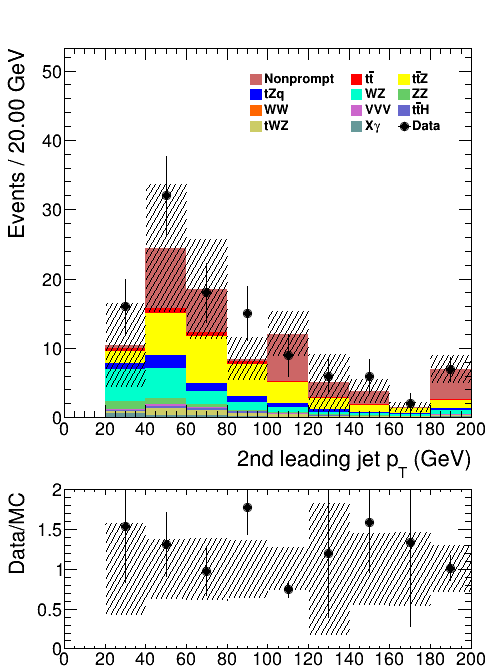 Events / 20.00 GeV
50
40
30
20
10
0
Nonprompt tt̄ tt̄Z
tZq WZ ZZ
WW VVV tt̄H
tWZ Xγ Data
0 20 40 60 80 100 120 140 160 180 200
2nd leading jet p_T (GeV)
Data/MC
2
1.5
1
0.5
0
0 20 40 60 80 100 120 140 160 180 200